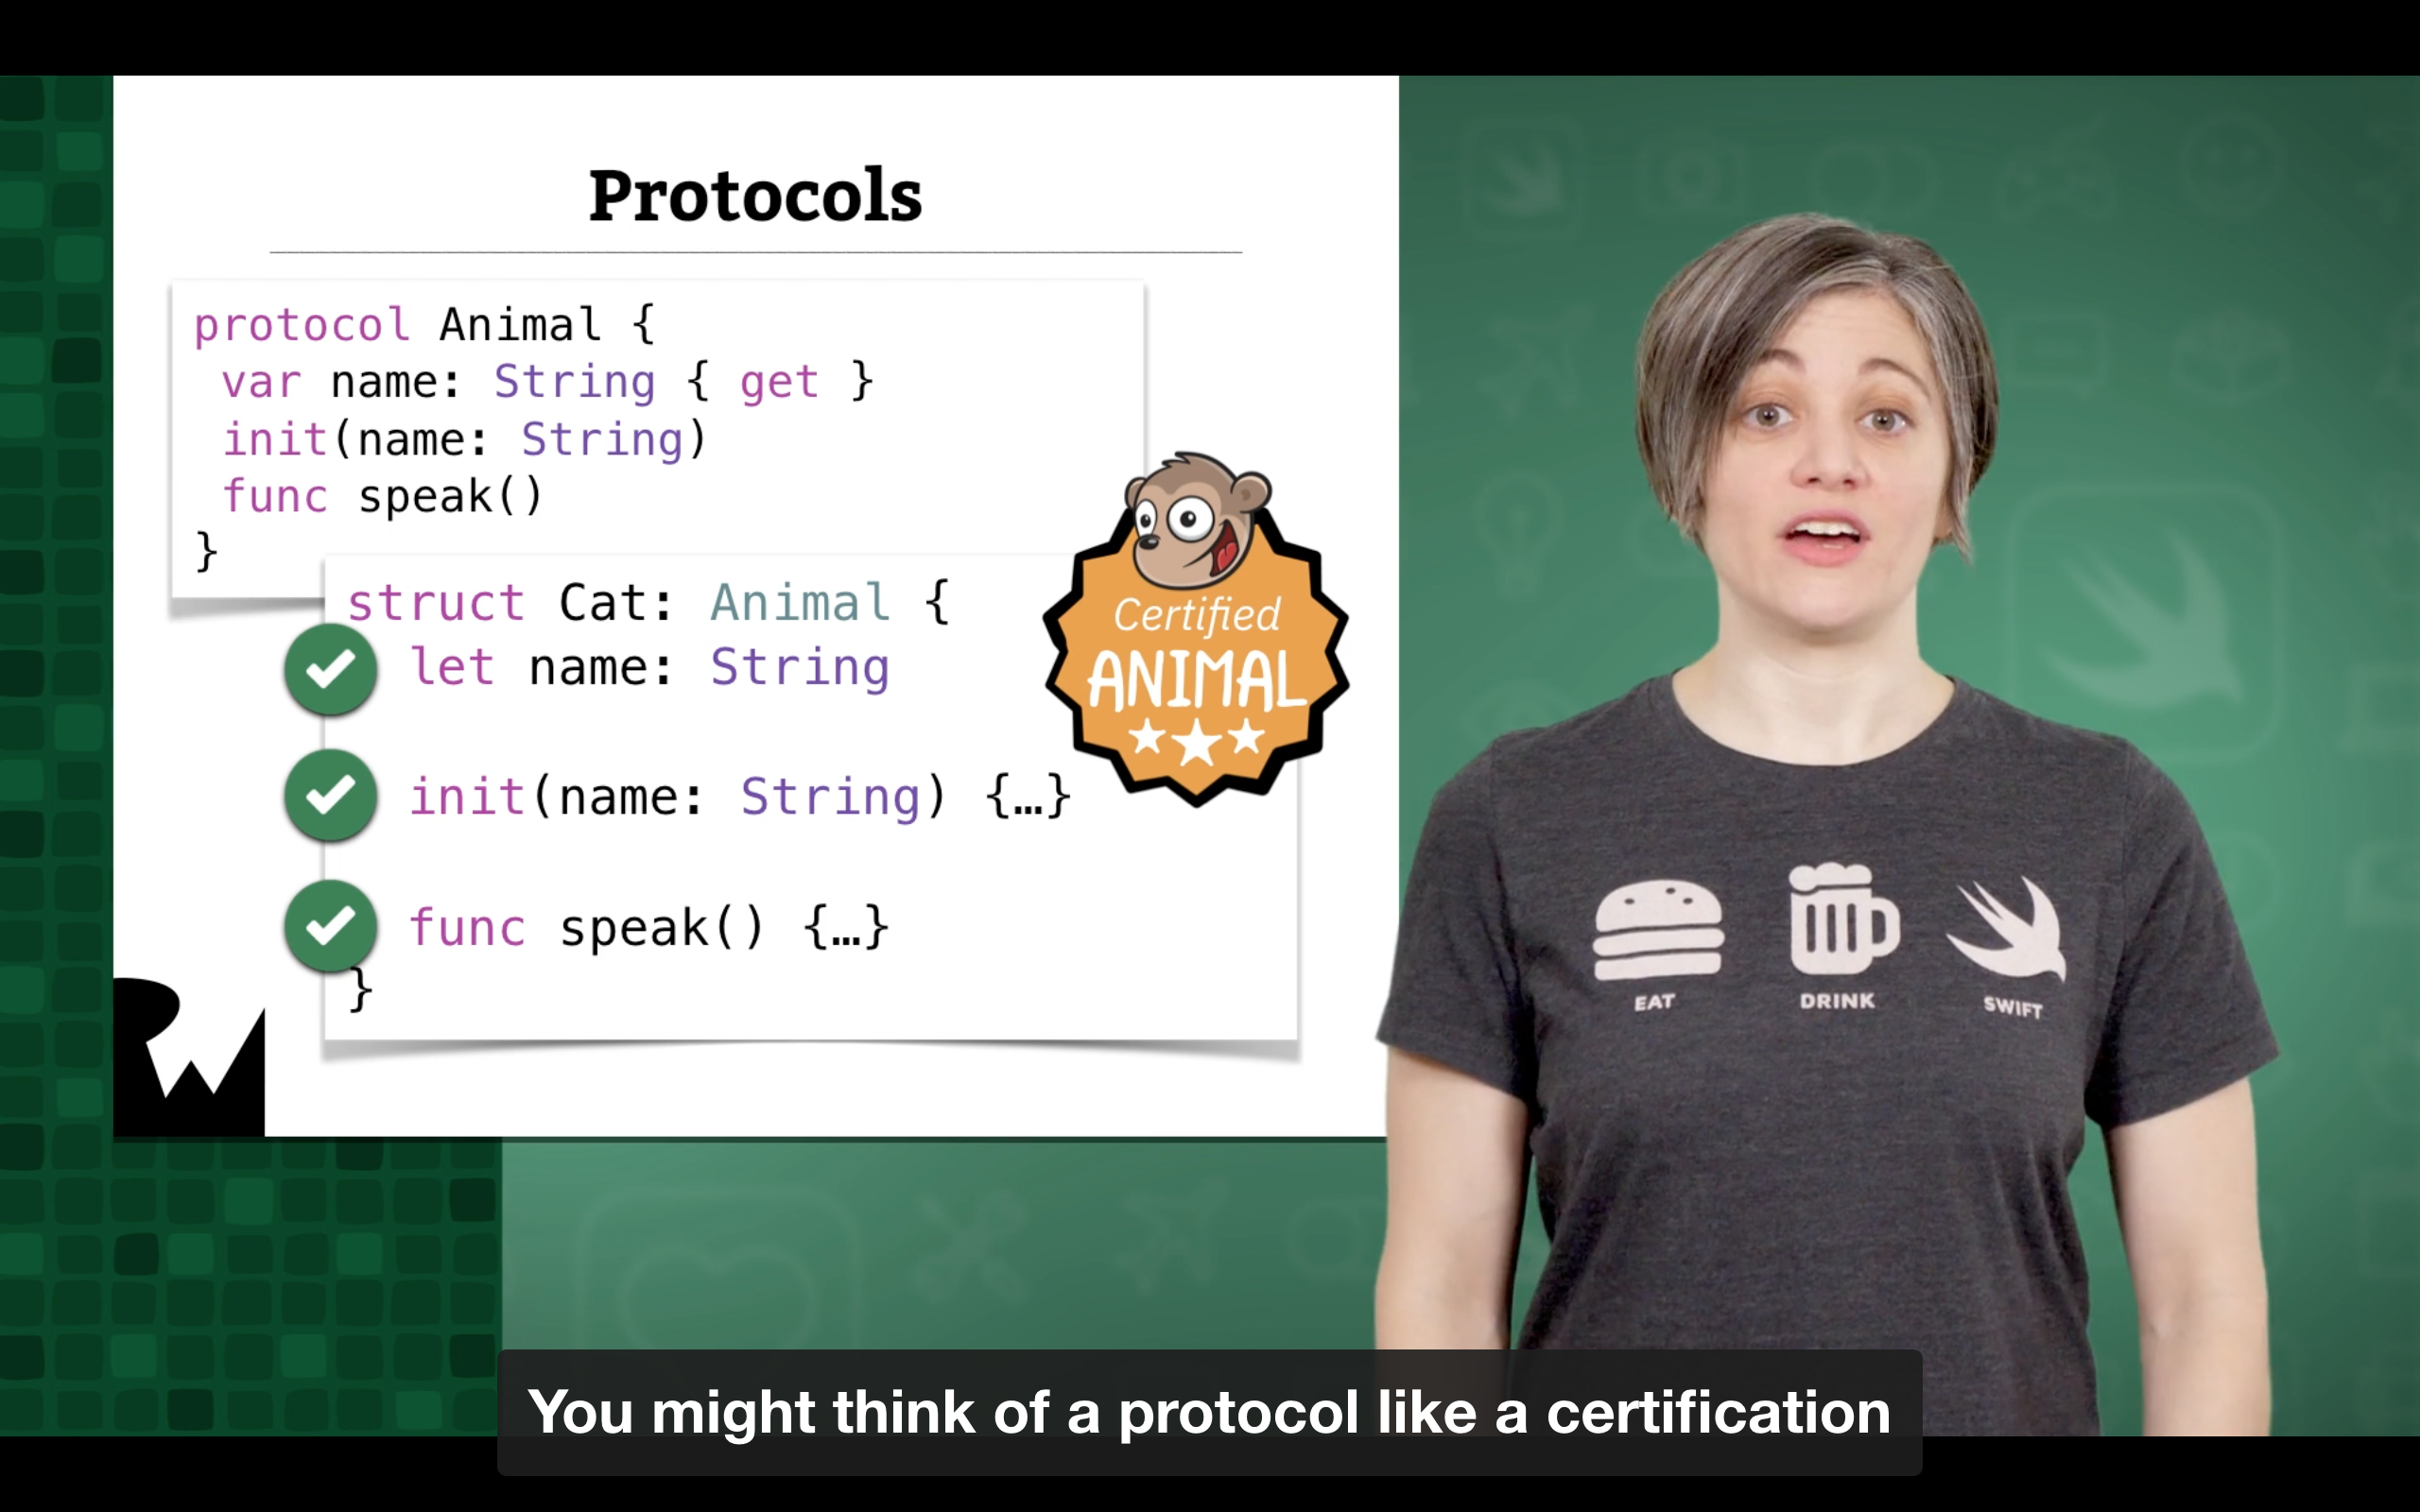 Protocols
protocol Animal {
var name: String { get }
init(name: String)
func speak()
}
struct Cat: Animal {
let name: String
init(name: String) {…}
func speak() {…}
}
Certified
ANIMAL
EAT
DRINK
SWIFT
You might think of a protocol like a certification